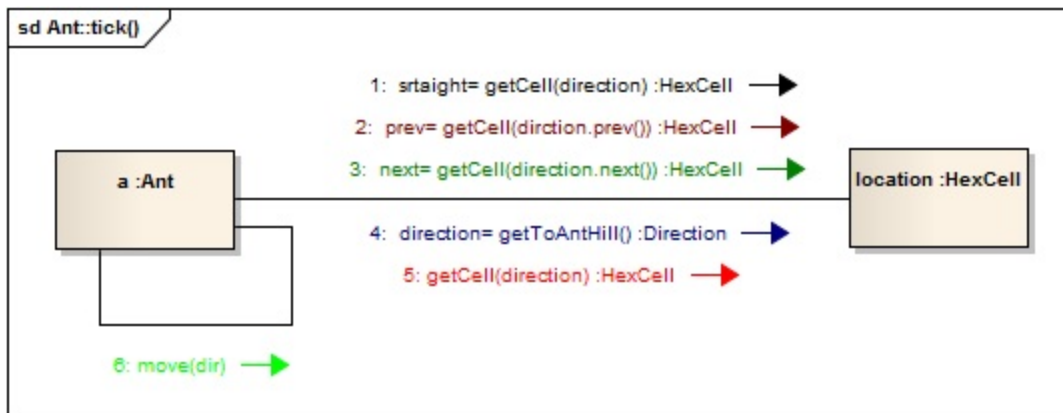 sd Ant::tick()
1: srtaight= getCell(direction) :HexCell
2: prev= getCell(dirction.prev()) :HexCell
3: next= getCell(direction.next()) :HexCell
a :Ant
location :HexCell
4: direction= getToAntHill() :Direction
5: getCell(direction) :HexCell
6: move(dir)